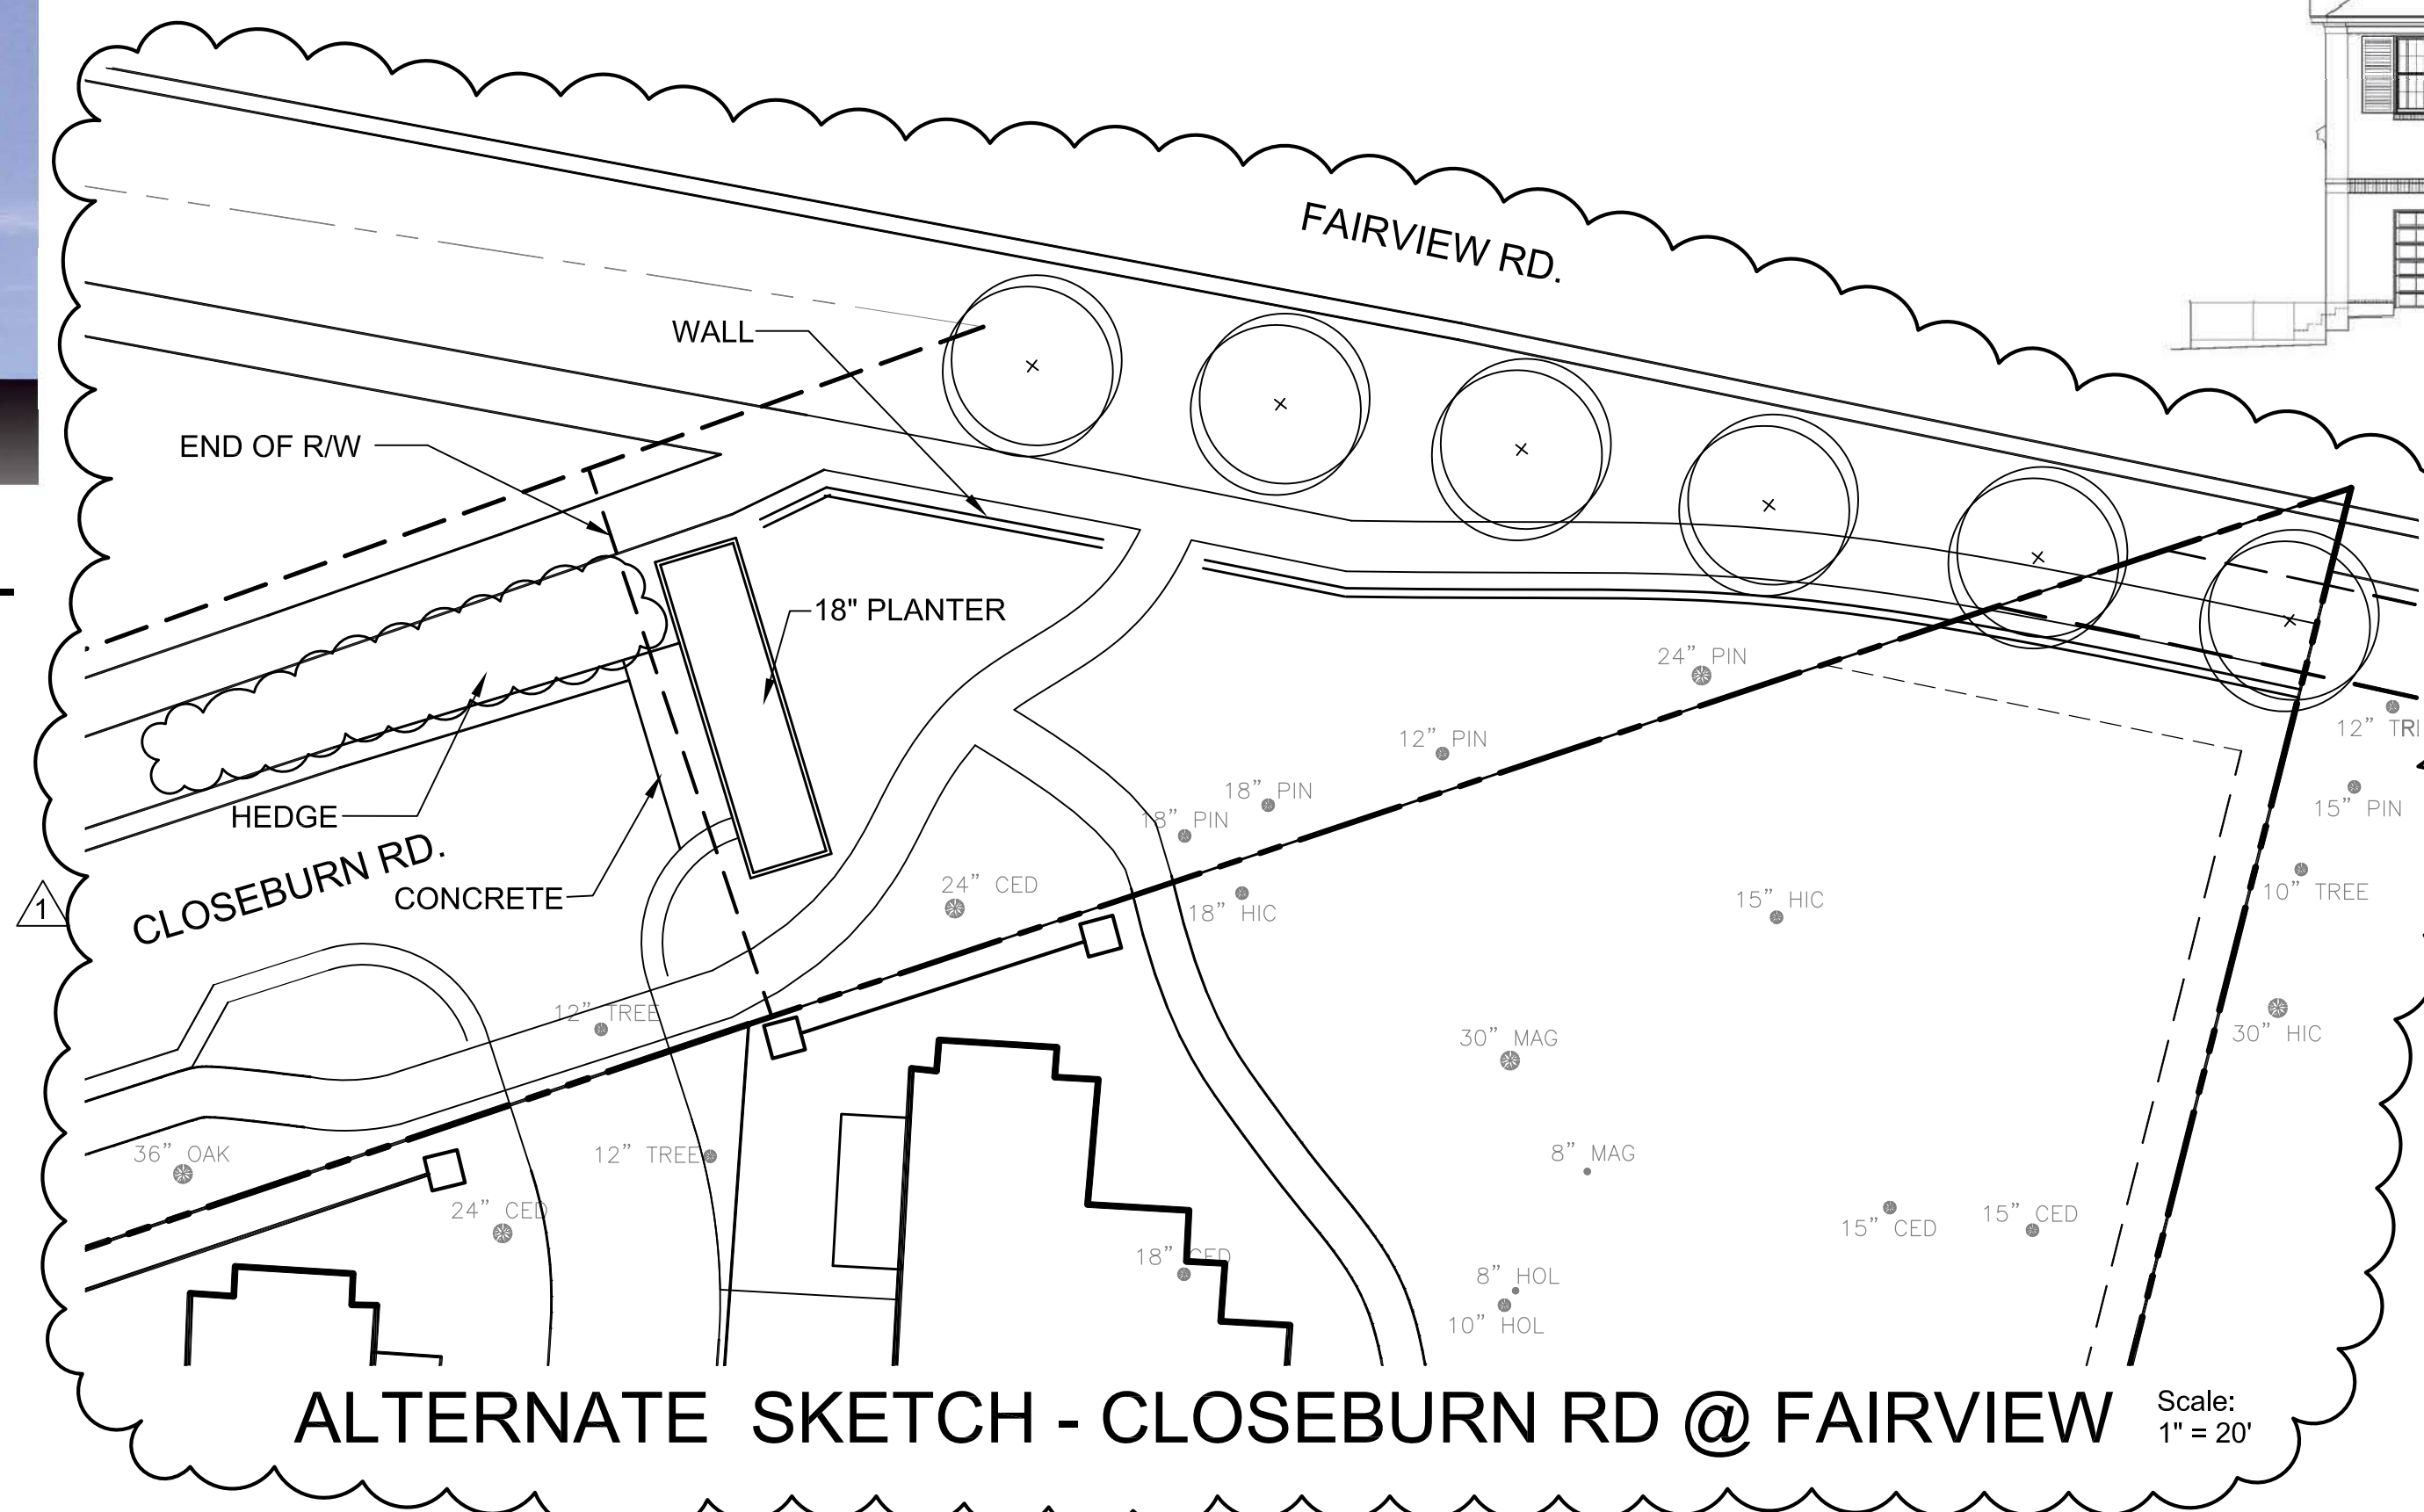 FAIRVIEW RD.
WALL
END OF R/W
18" PLANTER
24” PIN
12” TRI
12” PIN
18” PIN
15” PIN
18” PIN
HEDGE
CLOSEBURN RD.
1
CONCRETE
24” CED
18” HIC
15” HIC
10” TREE
12” TREE
30” MAG
30” HIC
36” OAK
12” TREE
8” MAG
24” CED
15” CED
15” CED
18” CED
8” HOL
10” HOL
ALTERNATE SKETCH - CLOSEBURN RD @ FAIRVIEW
Scale:
1" = 20'